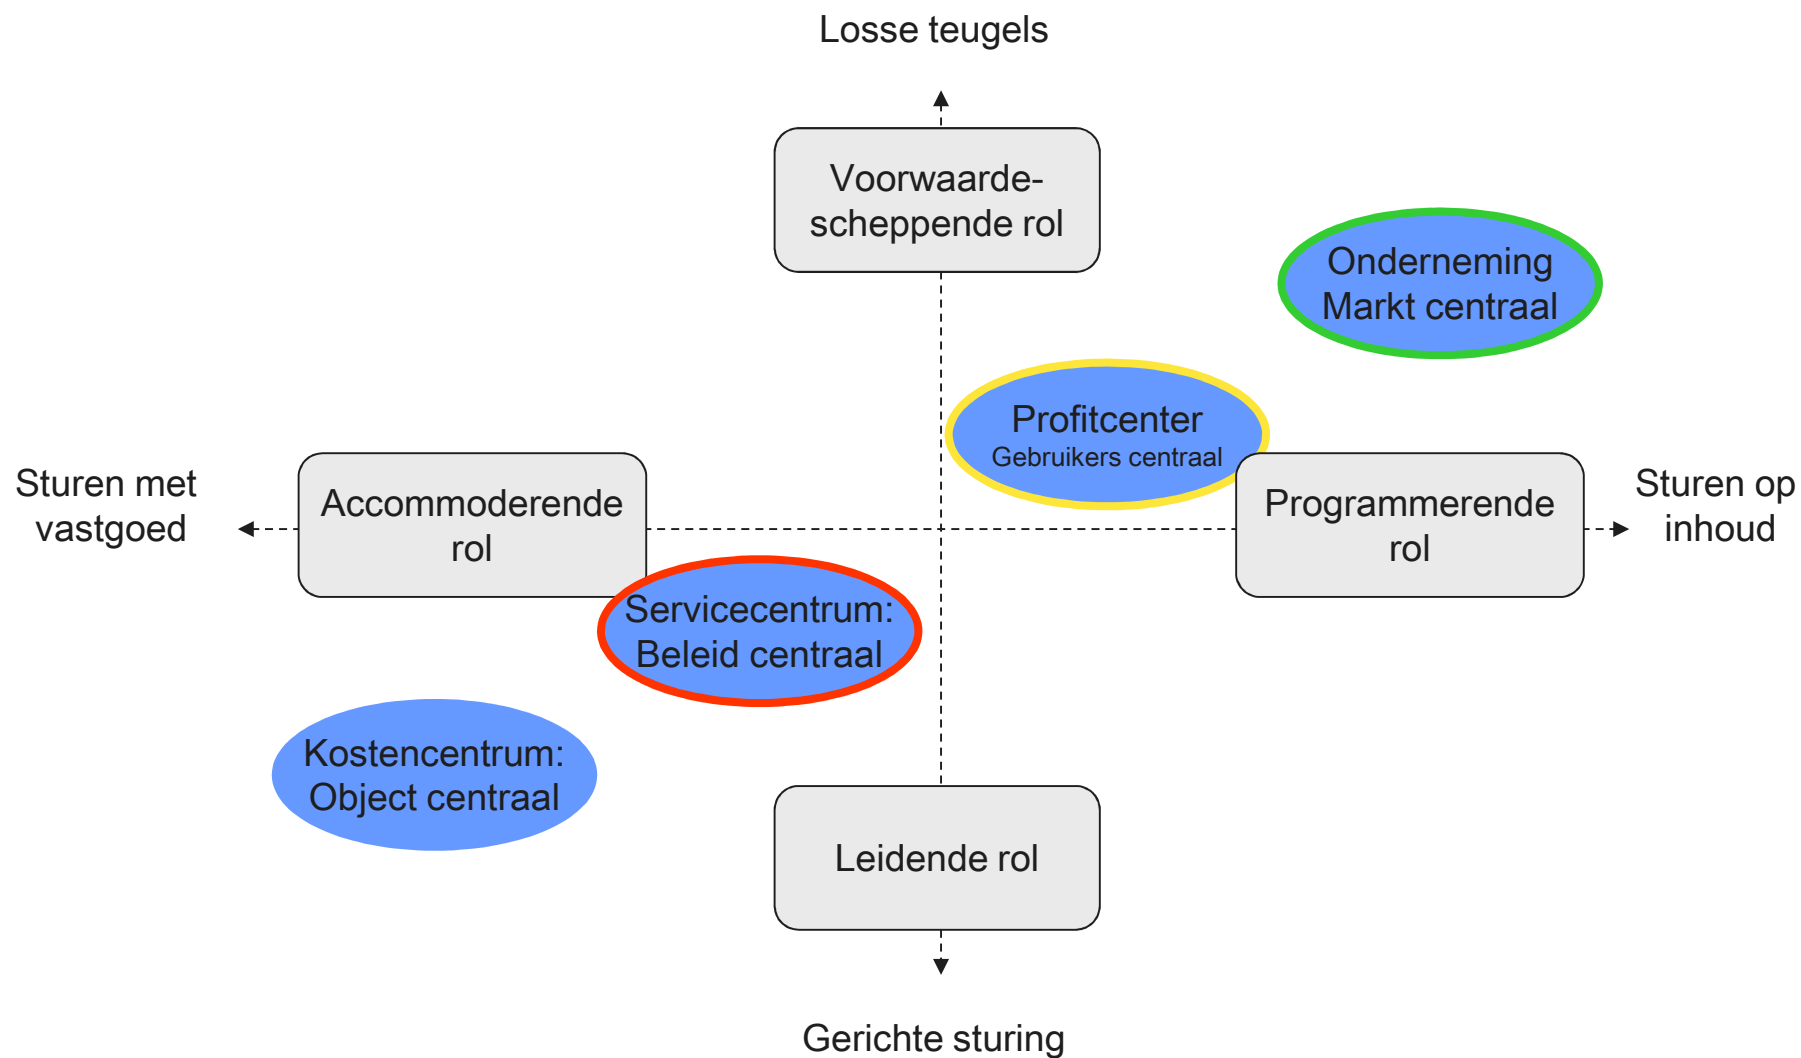 Losse teugels
Voorwaarde-
scheppende rol
Onderneming
Markt centraal
Profitcenter
Gebruikers centraal
Sturen met
vastgoed
Accommoderende
rol
Programmerende
rol
Sturen op
inhoud
Servicecentrum:
Beleid centraal
Kostencentrum:
Object centraal
Leidende rol
Gerichte sturing